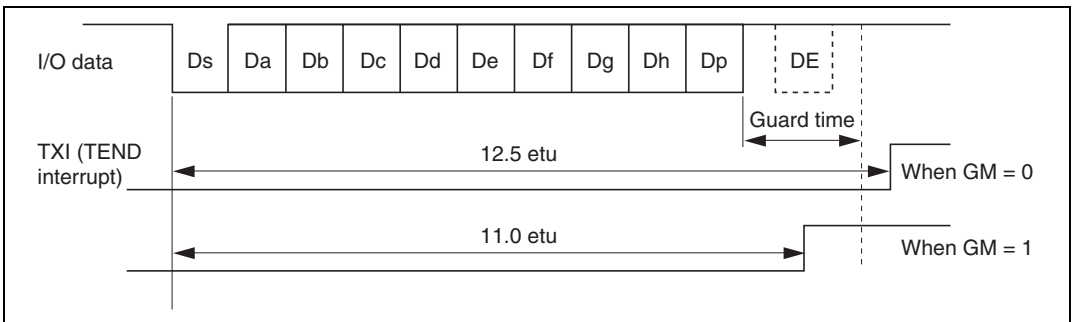 I/O data
Ds Da Db Dc Dd De Df Dg Dh Dp DE
Guard time
TXI (TEND
interrupt)
12.5 etu
When GM = 0
11.0 etu
When GM = 1